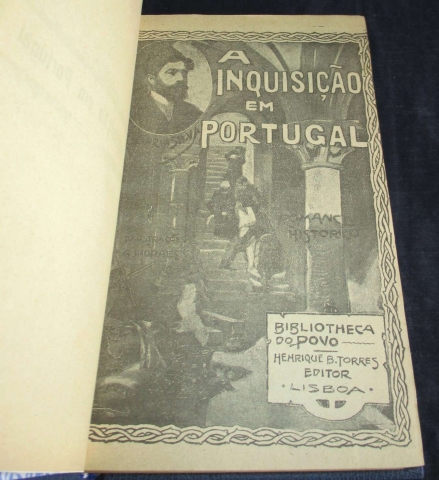 A
INQUISIÇÃO
EM
PORTUGAL
ROMANCE
HISTORICO
BIBLIOTHECA
DO POVO
HENRIQUE B. TORRES
EDITOR
• LISBOA •